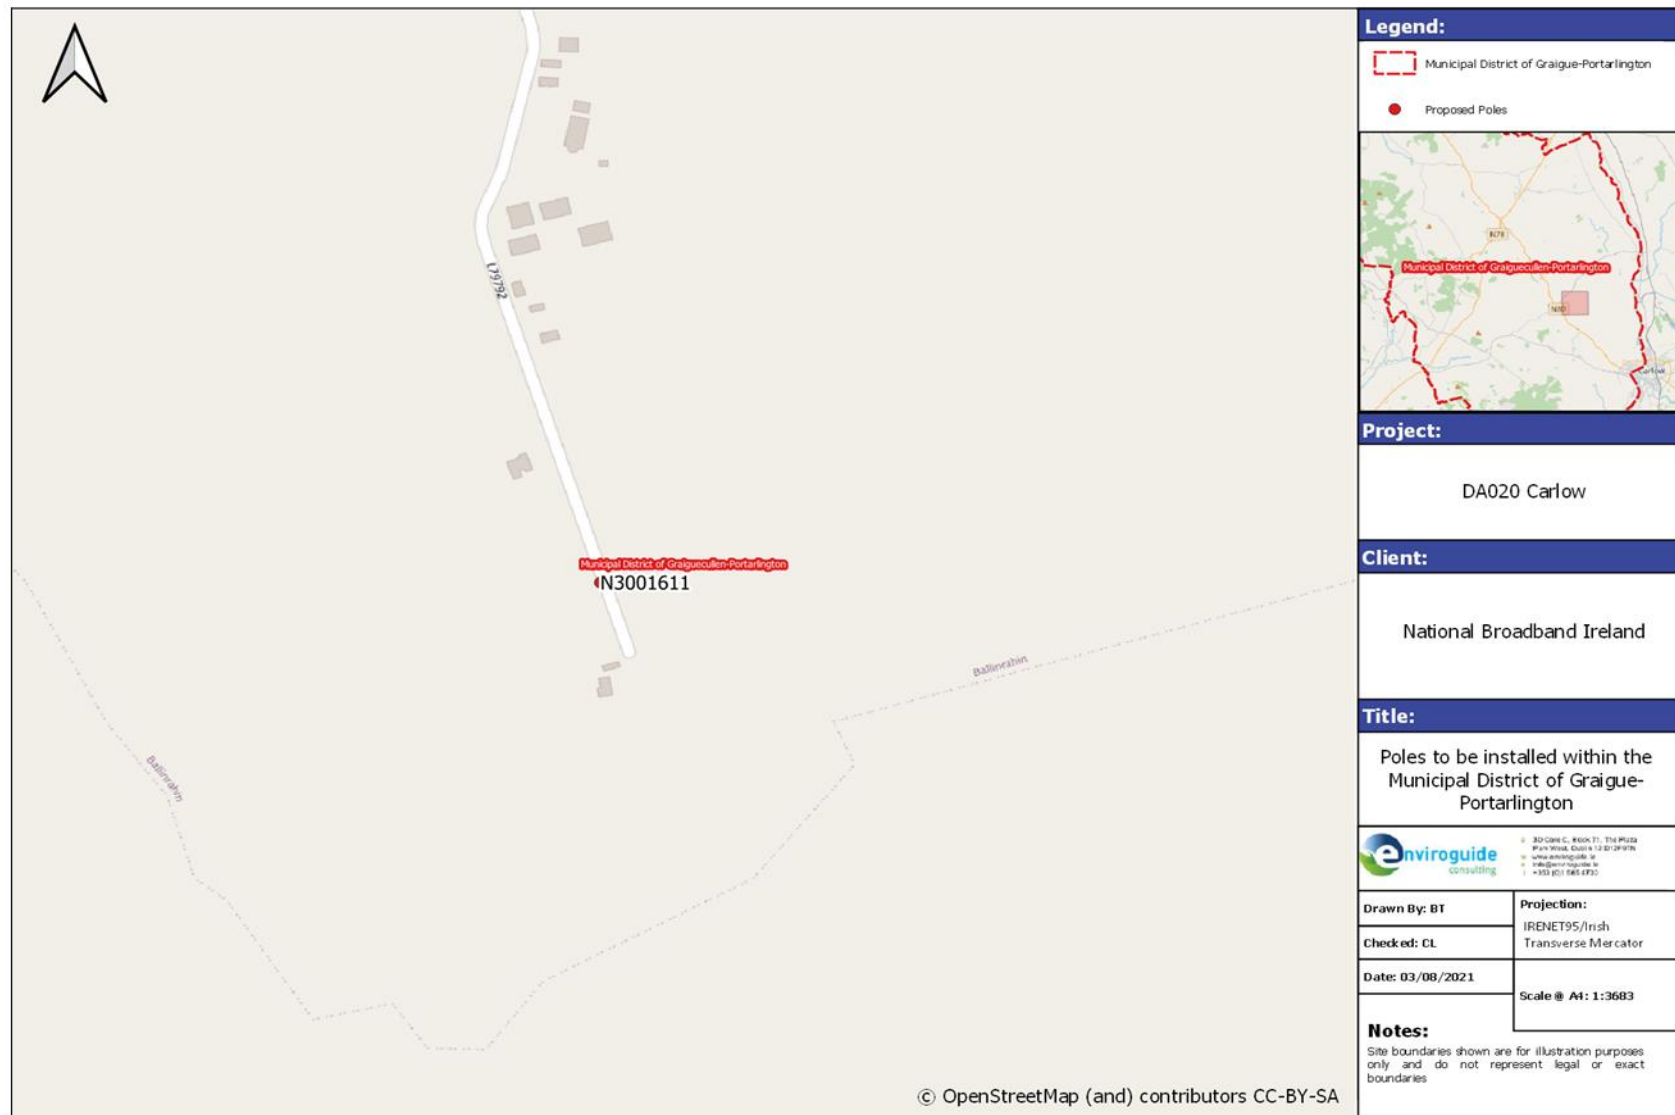 L79792
Municipal District of Graiguecullen-Portarlington
N3001611
Ballinrahin
Ballinrahin
© OpenStreetMap (and) contributors CC-BY-SA
Legend:
Municipal District of Graigue-Portarlington
Proposed Poles
N78
Municipal District of Graiguecullen-Portarlington
N80
Carlow
Project:
DA020 Carlow
Client:
National Broadband Ireland
Title:
Poles to be installed within the
Municipal District of Graigue-
Portarlington
enviroguide
consulting
Drawn By: BT
Checked: CL
Date: 03/08/2021
Projection:
IRENET95/Irish
Transverse Mercator
Scale @ A4: 1:3683
Notes:
Site boundaries shown are for illustration purposes
only and do not represent legal or exact
boundaries